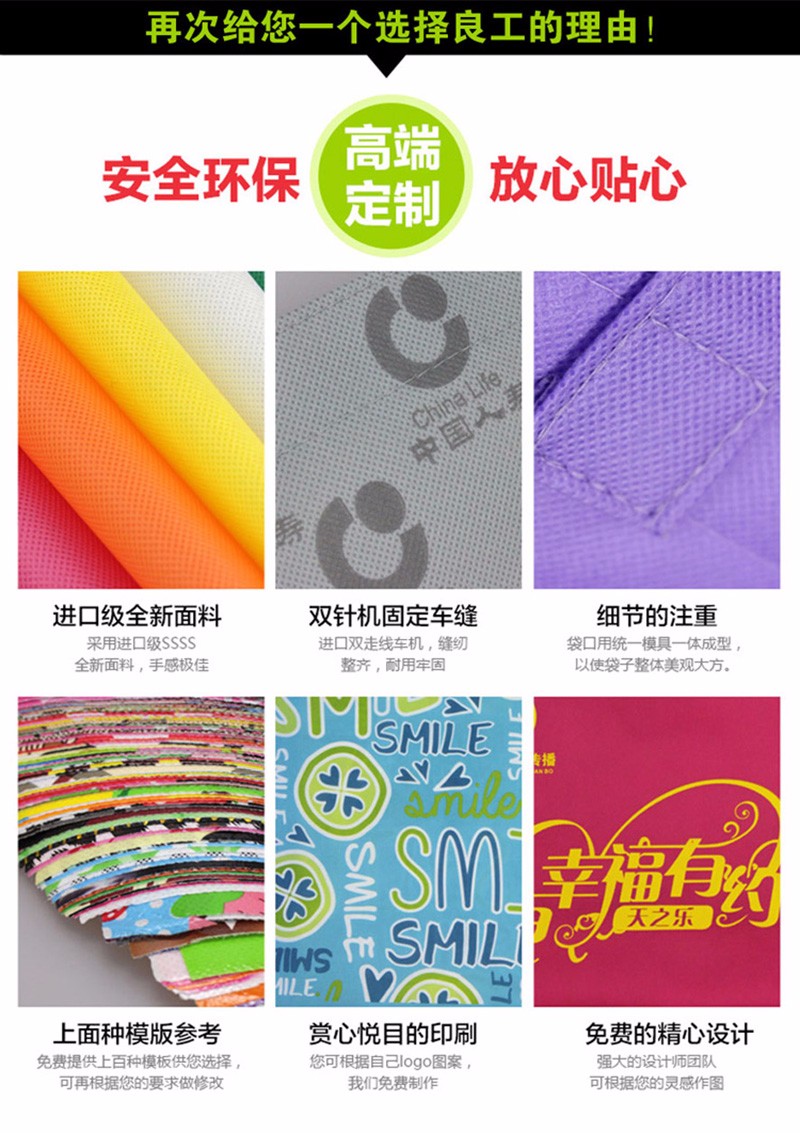 再次给您一个选择良工的理由！
安全环保
高端
定制
放心贴心
China Life
中国人寿
寿
进口级全新面料
双针机固定车缝
细节的注重
采用进口级SSSS
全新面料，手感极佳
进口双走线车机，缝纫
整齐，耐用牢固
袋口用统一模具一体成型，
以使袋子整体美观大方。
SMILE
SMILE
smile
SMILE
SMILE
SMILE
SMILE
传播
AN BO
幸福有约
天之乐
上面种模版参考
赏心悦目的印刷
免费的精心设计
免费提供上百种模板供您选择，
可再根据您的要求做修改
您可根据自己logo图案，
我们免费制作
强大的设计师团队
可根据您的灵感作图